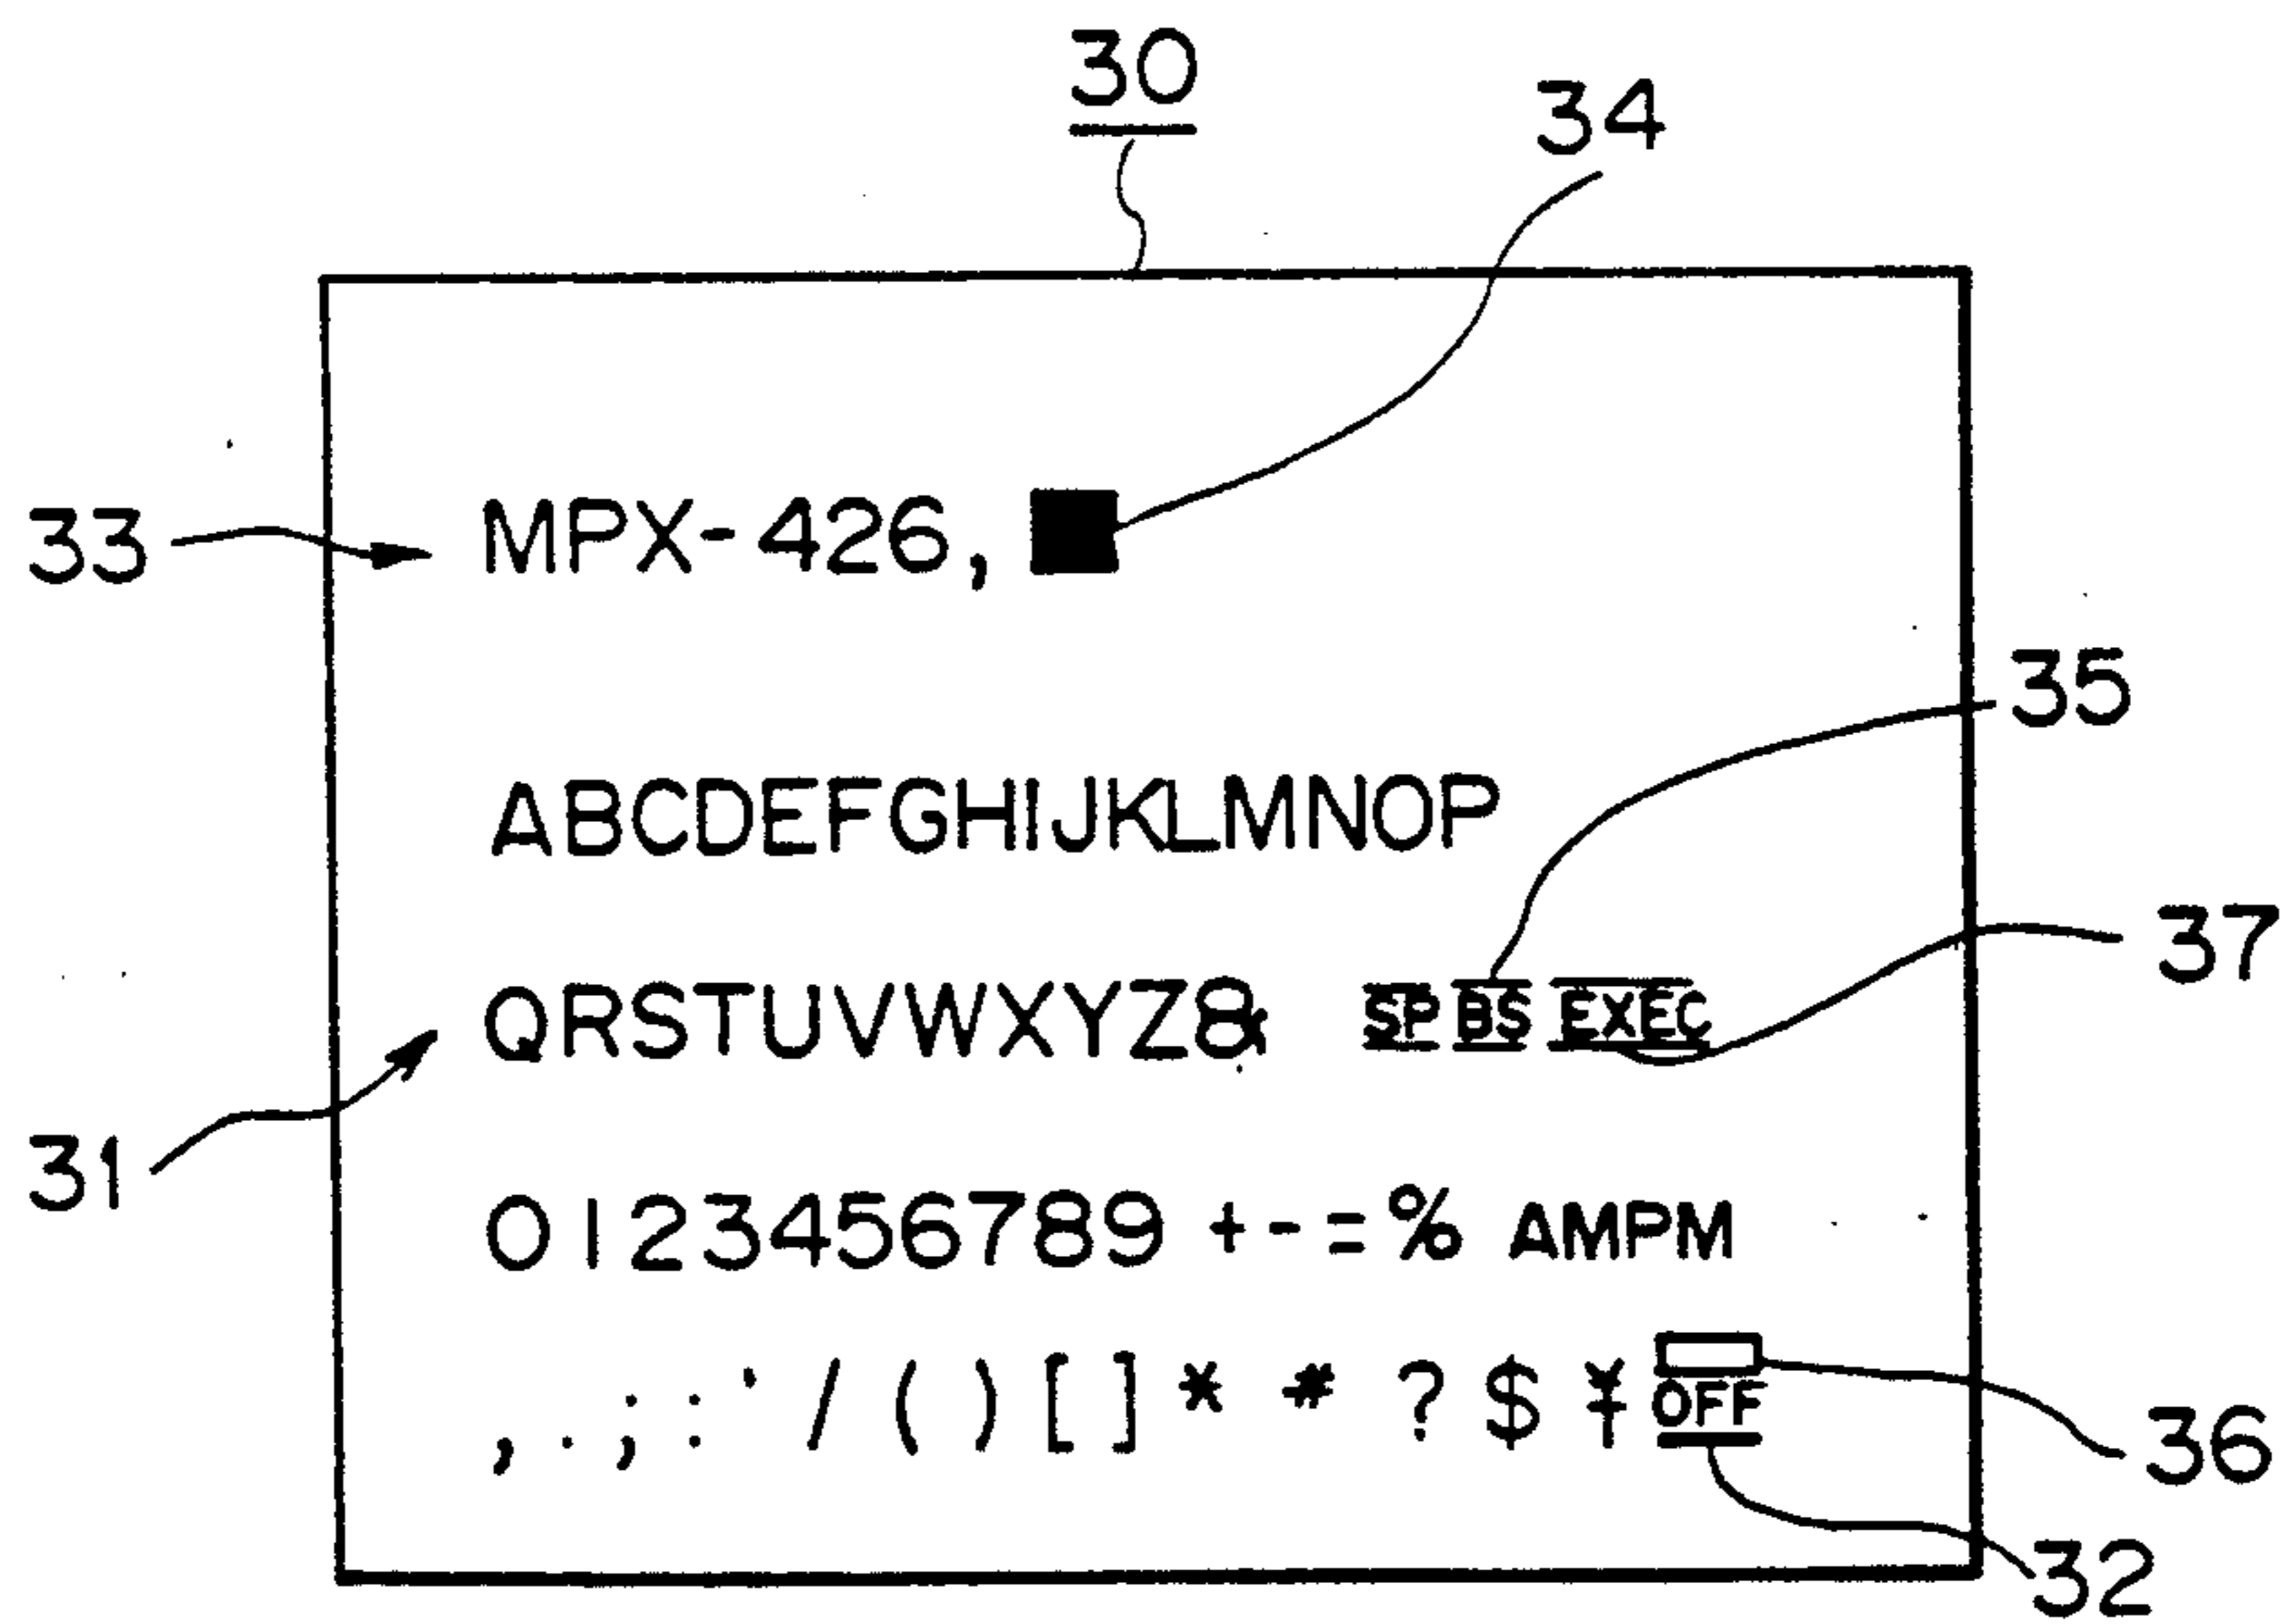 30
34
33
MPX-426,
35
ABCDEFGHIJKLMNOP
37
QRSTUVWXYZ& SP BS EXEC
31
0123456789 +-=% AMPM
, . ; : ' / ( ) [ ] * # ? $ ¥ OFF
36
32